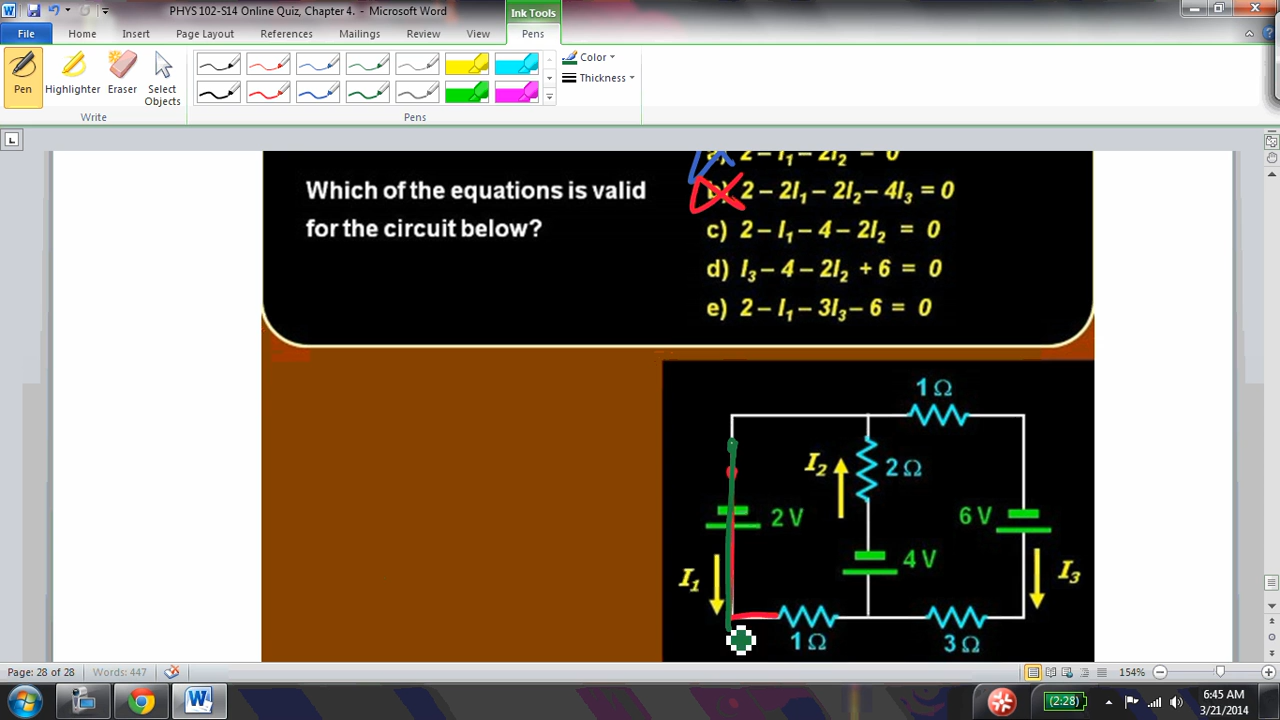 PHYS 102-S14 Online Quiz, Chapter 4. - Microsoft Word
Ink Tools
File Home Insert Page Layout References Mailings Review View Pens
Pen Highlighter Eraser Select Objects
Color
Thickness
Write
Pens
a) 2 – I₁ – 2I₂ = 0
Which of the equations is valid
for the circuit below?
b) 2 – 2I₁ – 2I₂ – 4I₃ = 0
c) 2 – I₁ – 4 – 2I₂ = 0
d) I₃ – 4 – 2I₂ + 6 = 0
e) 2 – I₁ – 3I₃ – 6 = 0
1 Ω
I₂
2 Ω
2 V
6 V
4 V
I₁
I₃
1 Ω
3 Ω
Page: 28 of 28
Words: 447
154%
(2:28)
6:45 AM
3/21/2014